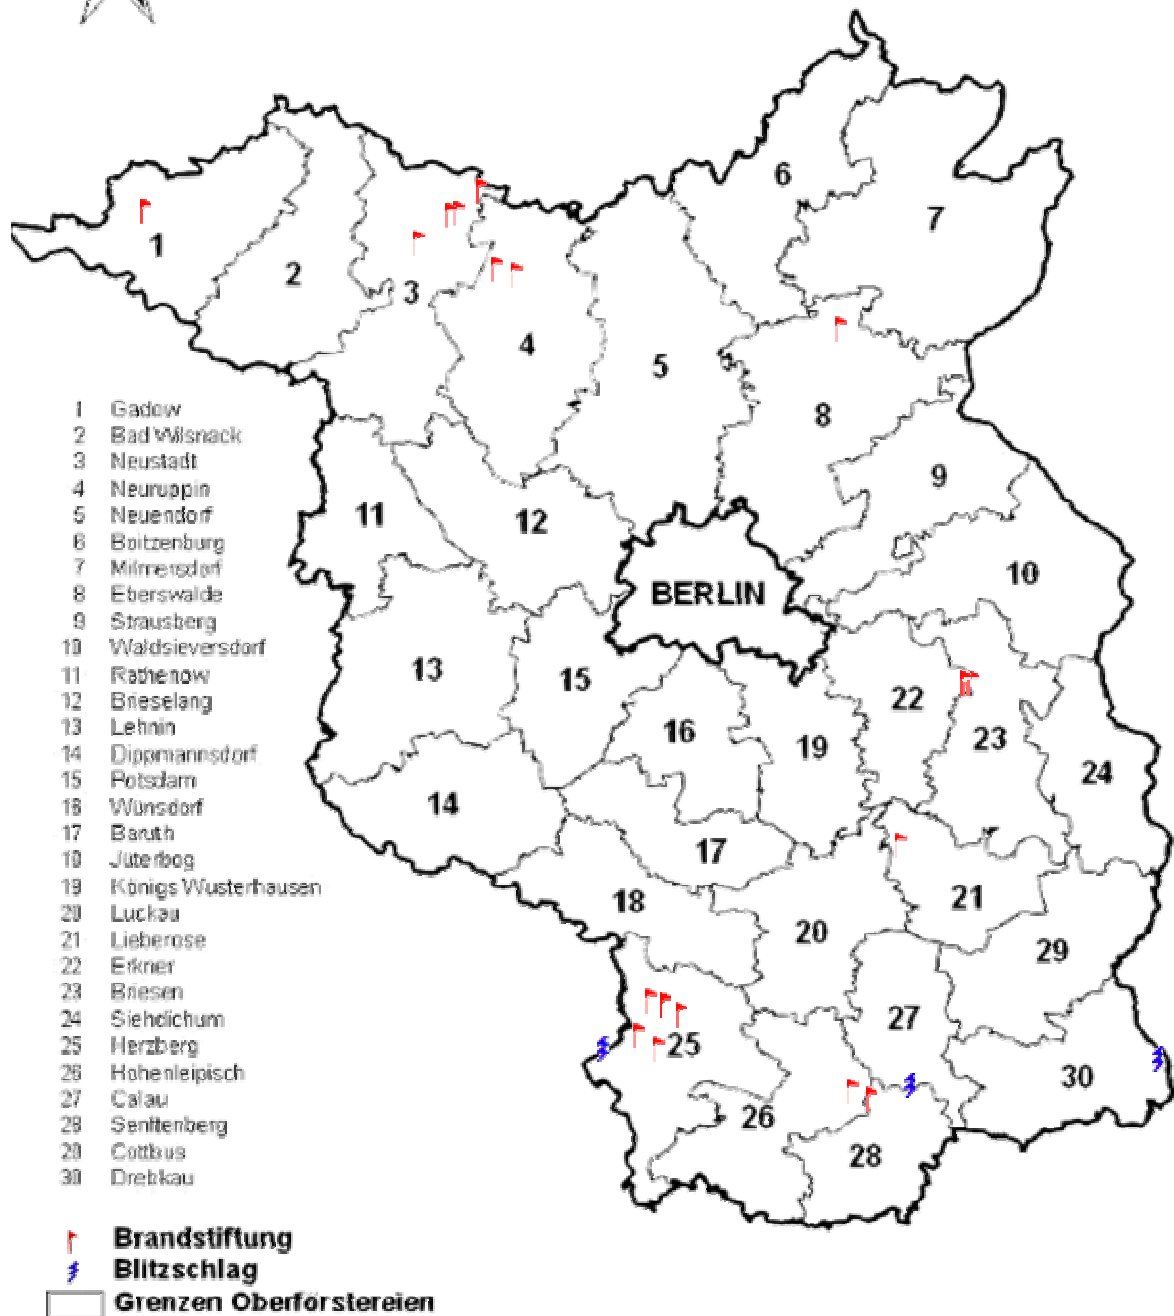 6
7
1
2
3
4
5
8
9
1 Gadow
2 Bad Wilsnack
3 Neustadt
4 Neuruppin
5 Neuendorf
6 Boitzenburg
7 Milmersdorf
8 Eberswalde
9 Strausberg
10 Waldsieversdorf
11 Rathenow
12 Brieselang
13 Lehnin
14 Dippmannsdorf
15 Potsdam
16 Wünsdorf
17 Baruth
18 Jüterbog
19 Königs Wusterhausen
20 Luckau
21 Lieberose
22 Erkner
23 Briesen
24 Siehdichum
25 Herzberg
26 Hohenleipisch
27 Calau
28 Senftenberg
29 Cottbus
30 Drebkau
11
12
10
BERLIN
13
15
22
16
19
23
24
14
17
21
18
20
29
27
25
30
26
28
Brandstiftung
Blitzschlag
Grenzen Oberförstereien